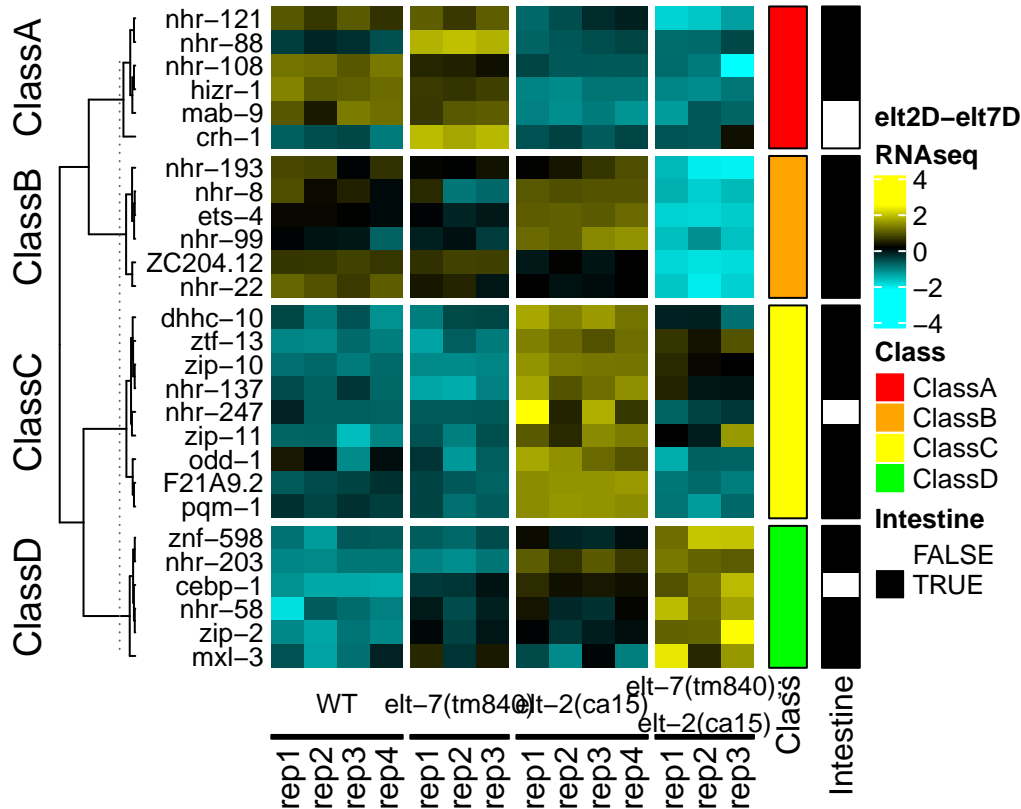 ClassA
nhr−121
nhr−88
nhr−108
hizr−1
mab−9
crh−1
ClassB
nhr−193
nhr−8
ets−4
nhr−99
ZC204.12
nhr−22
ClassC
dhhc−10
ztf−13
zip−10
nhr−137
nhr−247
zip−11
odd−1
F21A9.2
pqm−1
ClassD
znf−598
nhr−203
cebp−1
nhr−58
zip−2
mxl−3
WT
elt−7(tm840)
elt−2(ca15)
elt−7(tm840);
elt−2(ca15)
rep1
rep2
rep3
rep4
rep1
rep2
rep3
rep1
rep2
rep3
rep4
rep1
rep2
rep3
Class
Intestine
elt2D−elt7D
RNAseq
4
2
0
−2
−4
Class
ClassA
ClassB
ClassC
ClassD
Intestine
FALSE
TRUE